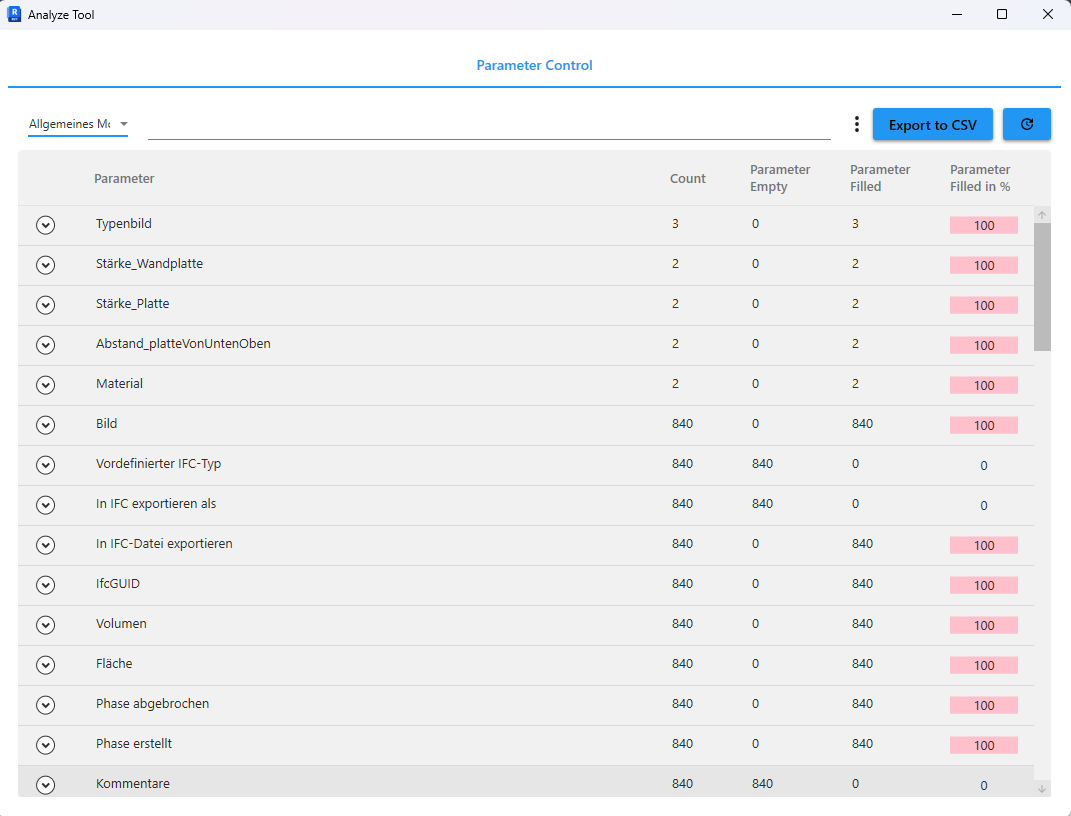 Analyze Tool
Parameter Control
Allgemeines Mo
Export to CSV
Parameter Count Parameter Empty Parameter Filled Parameter Filled in %
Typenbild 3 0 3 100
Stärke_Wandplatte 2 0 2 100
Stärke_Platte 2 0 2 100
Abstand_platteVonUntenOben 2 0 2 100
Material 2 0 2 100
Bild 840 0 840 100
Vordefinierter IFC-Typ 840 840 0 0
In IFC exportieren als 840 840 0 0
In IFC-Datei exportieren 840 0 840 100
IfcGUID 840 0 840 100
Volumen 840 0 840 100
Fläche 840 0 840 100
Phase abgebrochen 840 0 840 100
Phase erstellt 840 0 840 100
Kommentare 840 840 0 0